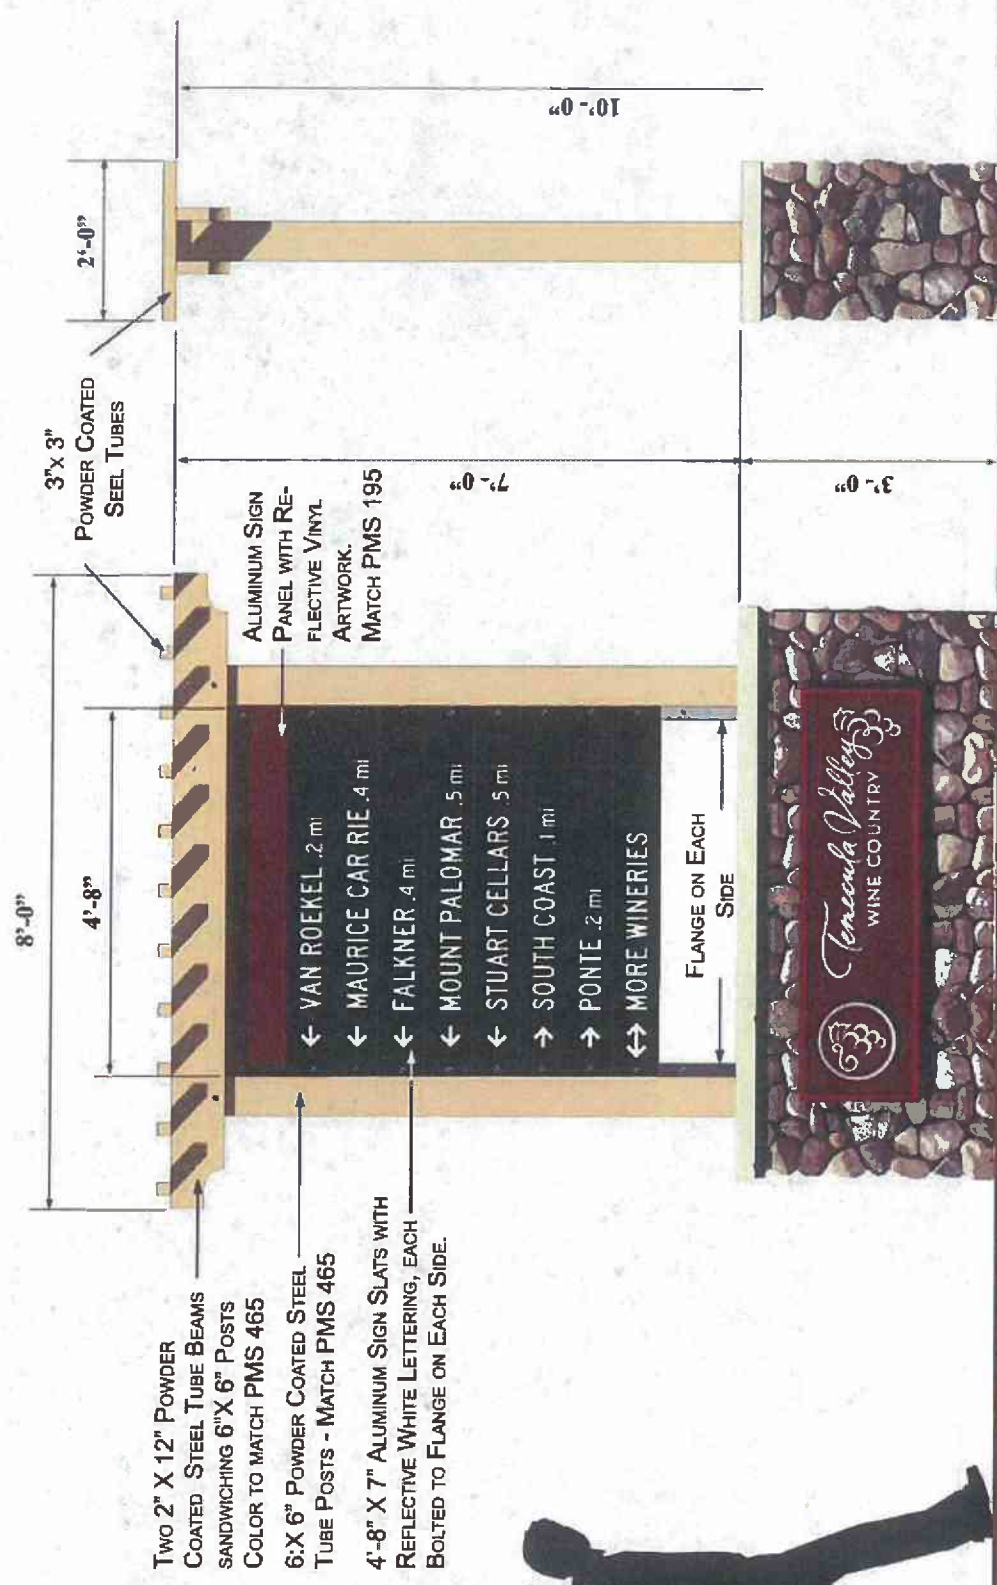 8'-0"
4'-8"
2'-0"
3"x 3"
POWDER COATED
SEEL TUBES
TWO 2" X 12" POWDER
COATED STEEL TUBE BEAMS
SANDWICHING 6"X 6" POSTS
COLOR TO MATCH PMS 465
6:X 6" POWDER COATED STEEL
TUBE POSTS - MATCH PMS 465
4'-8" X 7" ALUMINUM SIGN SLATS WITH
REFLECTIVE WHITE LETTERING, EACH
BOLTED TO FLANGE ON EACH SIDE.
ALUMINUM SIGN
PANEL WITH RE-
FLECTIVE VINYL
ARTWORK.
MATCH PMS 195
← VAN ROEKEL .2 mi
← MAURICE CAR RIE .4 mi
← FALKNER .4 mi
← MOUNT PALOMAR .5 mi
← STUART CELLARS .5 mi
→ SOUTH COAST .1 mi
→ PONTE .2 mi
↔ MORE WINERIES
FLANGE ON EACH
SIDE
7'- 0"
10'- 0"
3'- 0"
Temecula Valley
WINE COUNTRY